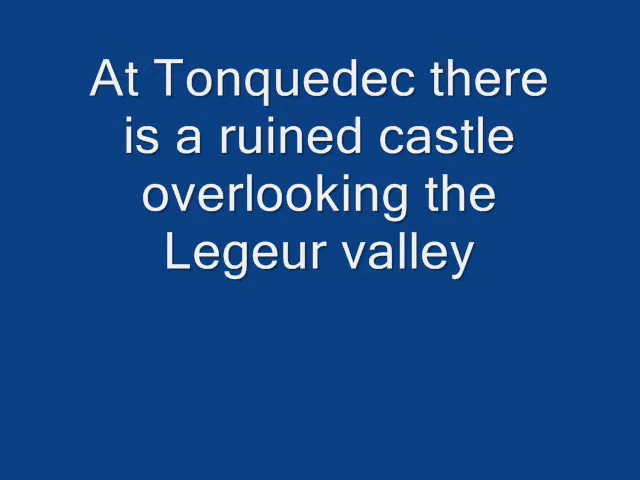 At Tonquedec there
is a ruined castle
overlooking the
Legeur valley